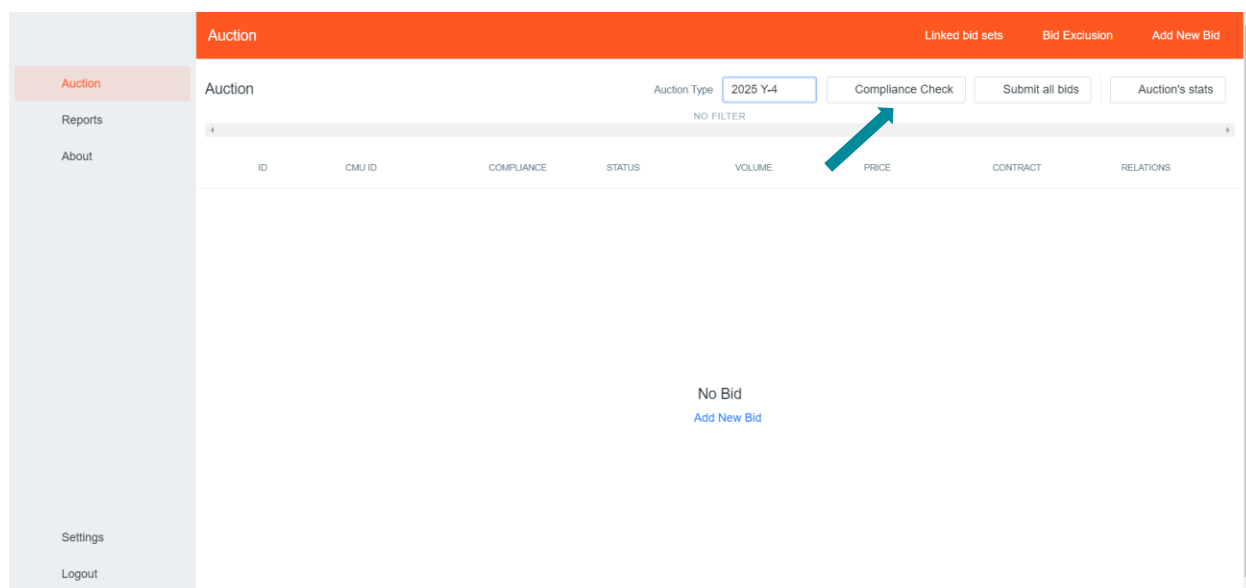 Auction Linked bid sets Bid Exclusion Add New Bid
Auction
Reports
About
Auction Auction Type 2025 Y-4 Compliance Check Submit all bids Auction's stats
NO FILTER
ID CMU ID COMPLIANCE STATUS VOLUME PRICE CONTRACT RELATIONS
No Bid
Add New Bid
Settings
Logout